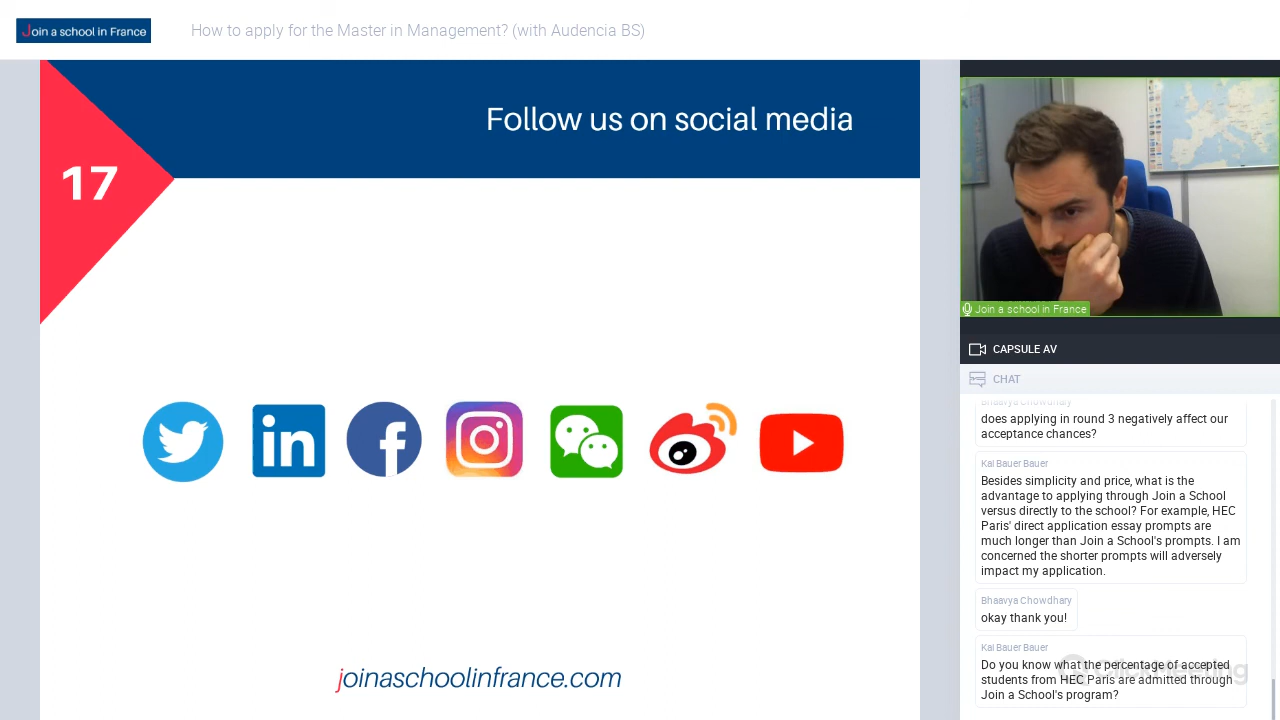 Join a school in France
How to apply for the Master in Management? (with Audencia BS)
Follow us on social media
17
in
joinaschoolinfrance.com
Join a school in France
CAPSULE AV
CHAT
Bhaavya Chowdhary
does applying in round 3 negatively affect our
acceptance chances?
Kai Bauer Bauer
Besides simplicity and price, what is the
advantage to applying through Join a School
versus directly to the school? For example, HEC
Paris' direct application essay prompts are
much longer than Join a School's prompts. I am
concerned the shorter prompts will adversely
impact my application.
Bhaavya Chowdhary
okay thank you!
Kai Bauer Bauer
Do you know what the percentage of accepted
students from HEC Paris are admitted through
Join a School's program?